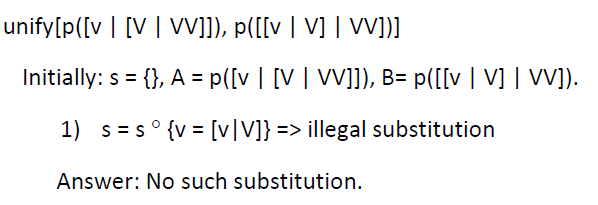 unify[p([v | [V | VV]]), p([[v | V] | VV])]
Initially: s = {}, A = p([v | [V | VV]]), B= p([[v | V] | VV]).
1) s = s ° {v = [v|V]} => illegal substitution
Answer: No such substitution.